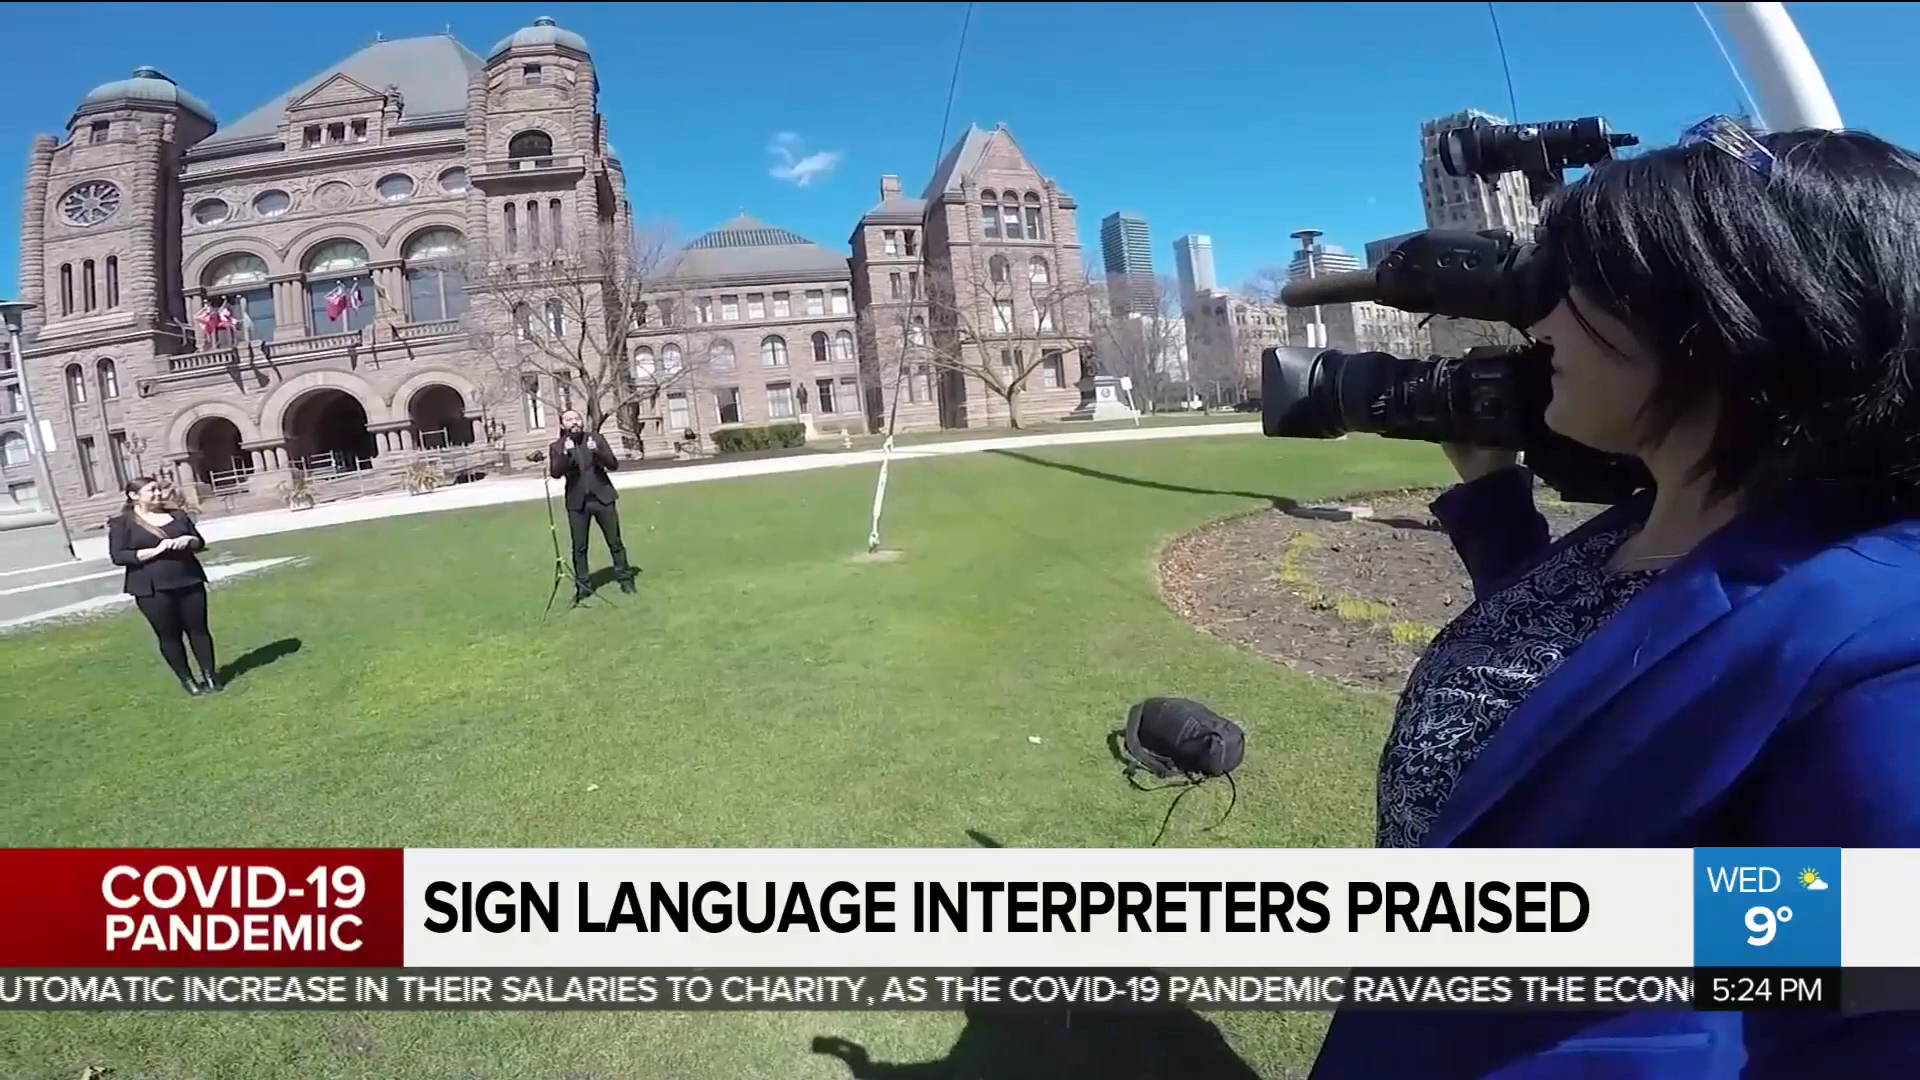 COVID-19
PANDEMIC
SIGN LANGUAGE INTERPRETERS PRAISED
WED
9°
UTOMATIC INCREASE IN THEIR SALARIES TO CHARITY, AS THE COVID-19 PANDEMIC RAVAGES THE ECON
5:24 PM